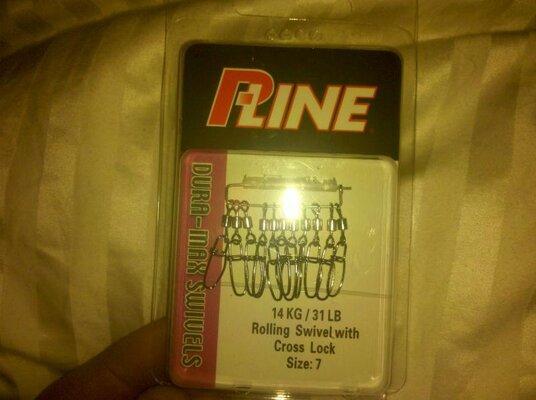 P-LINE
DURA-MAX SWIVELS
14 KG / 31 LB
Rolling Swivel with
Cross Lock
Size: 7